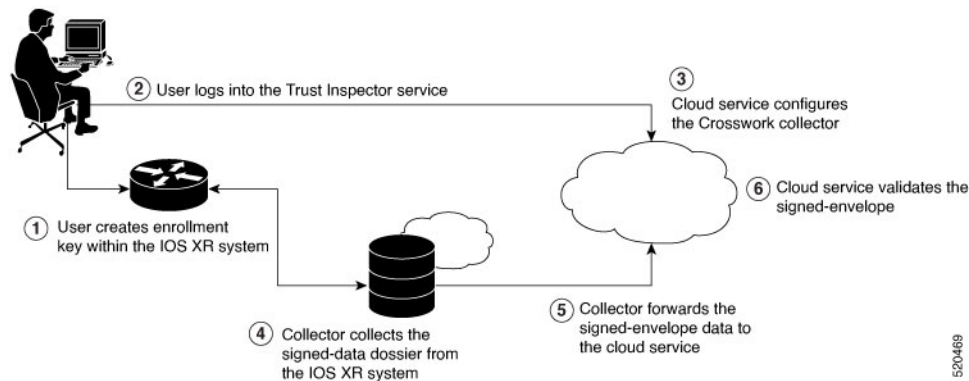 2 User logs into the Trust Inspector service
3
Cloud service configures
the Crosswork collector
6 Cloud service validates the
signed-envelope
1 User creates enrollment
key within the IOS XR system
4 Collector collects the
signed-data dossier from
the IOS XR system
5 Collector forwards the
signed-envelope data to
the cloud service
520469